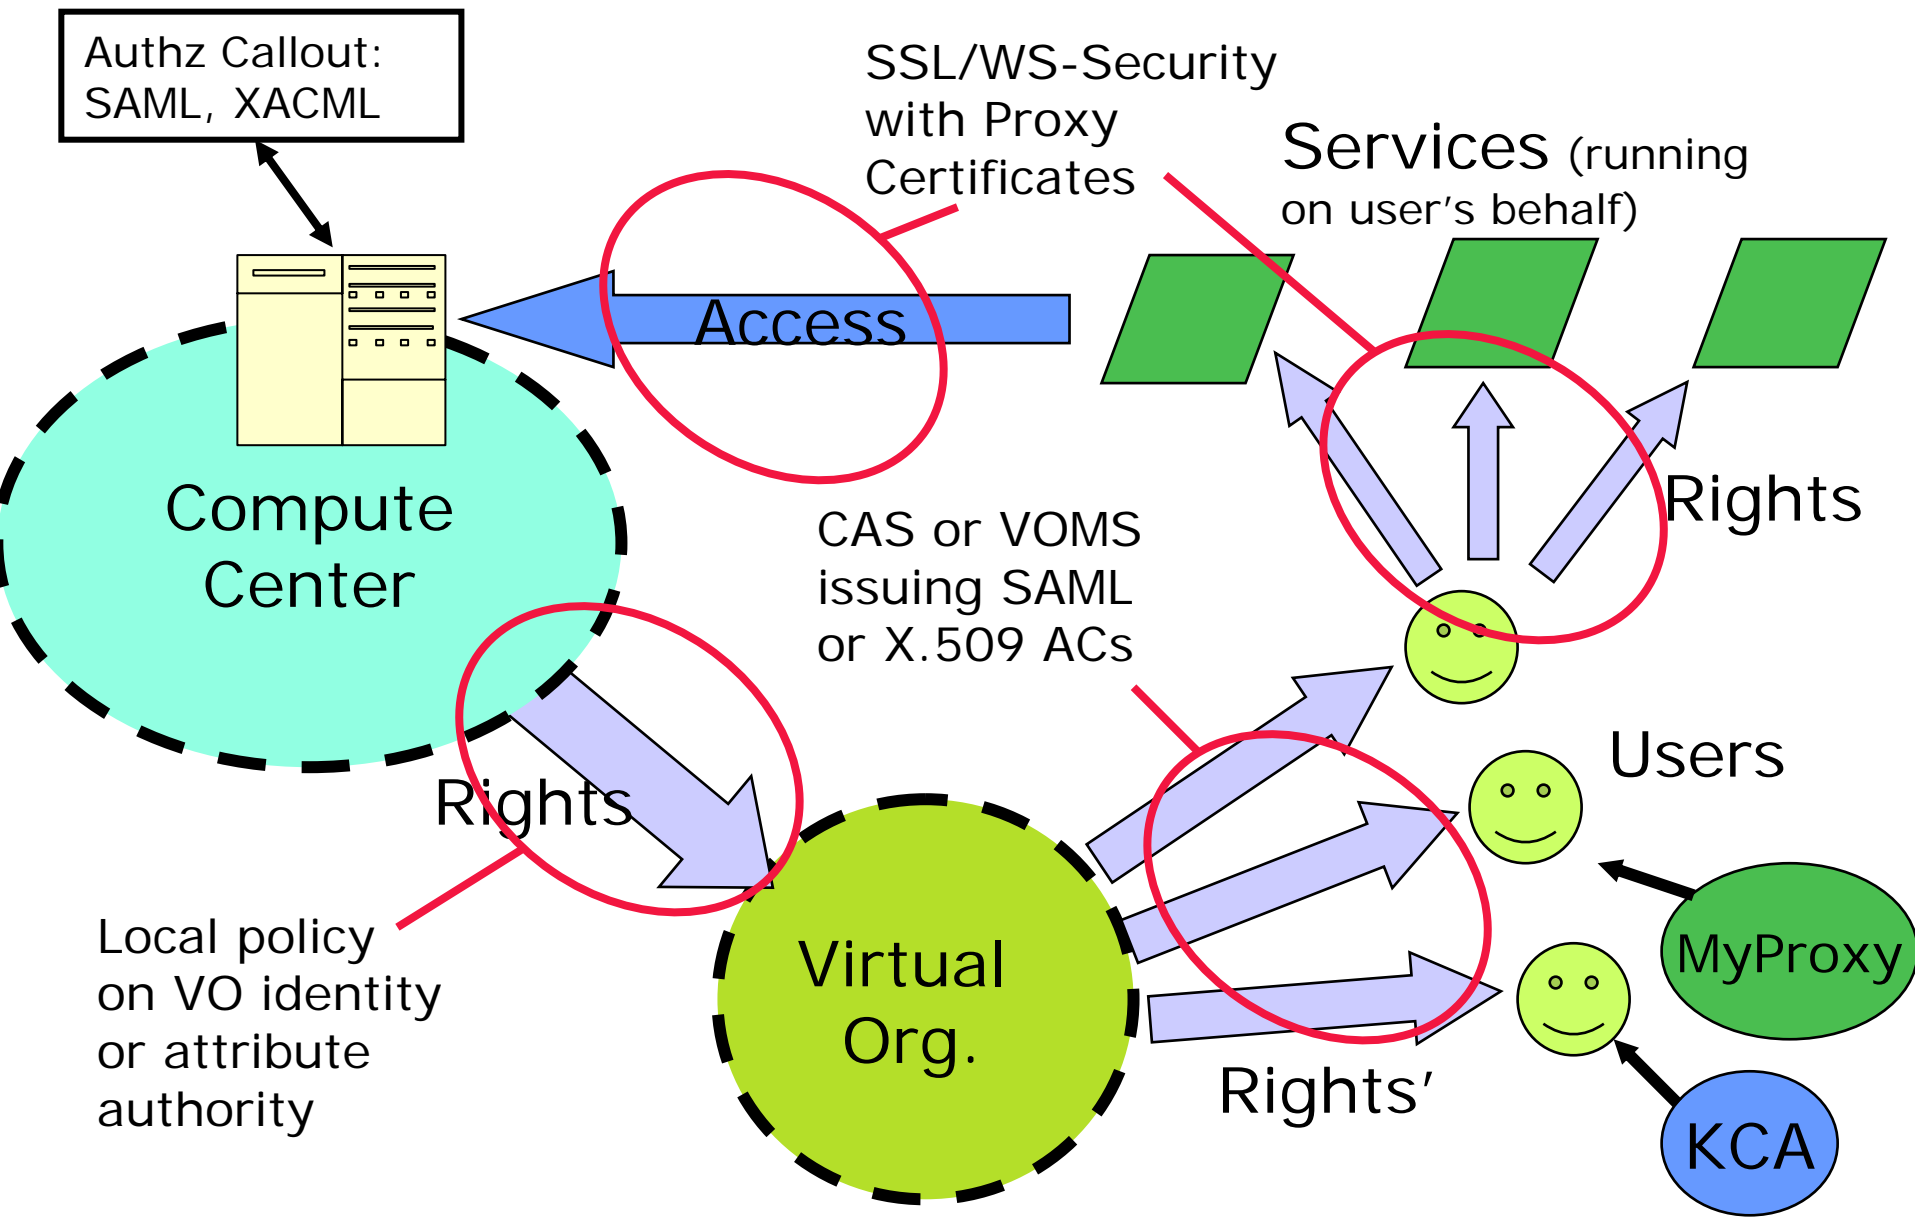 Authz Callout:
SAML, XACML
SSL/WS-Security
with Proxy
Certificates
Services (running
on user's behalf)
Access
Compute
Center
CAS or VOMS
issuing SAML
or X.509 ACs
Rights
Users
Rights
Local policy
on VO identity
or attribute
authority
Virtual
Org.
MyProxy
Rights'
KCA